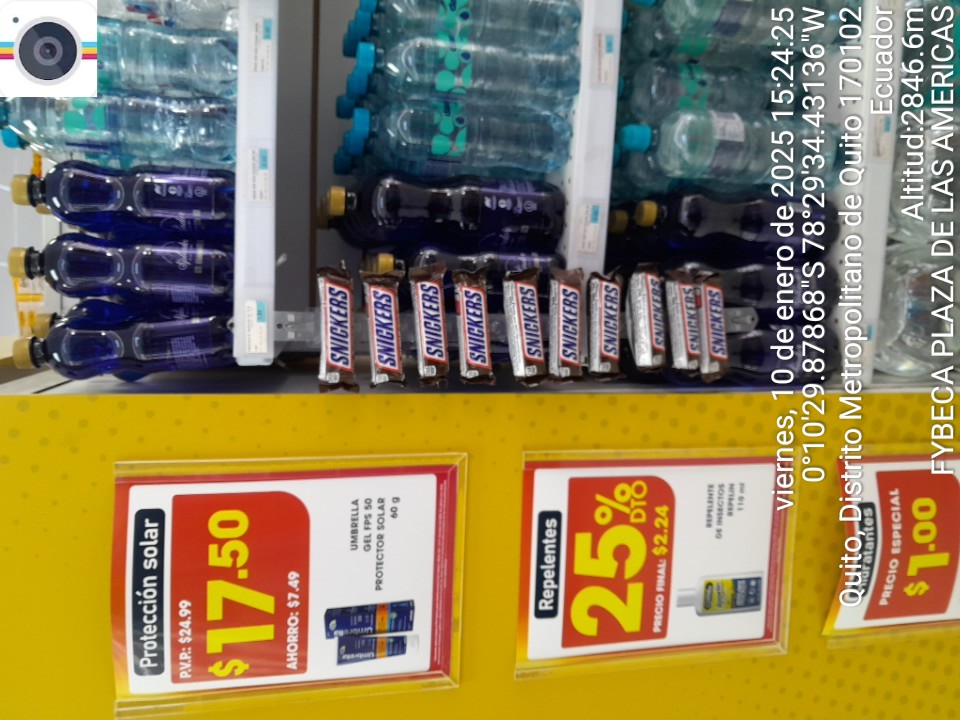 Protección solar
P.V.P.: $24.99
$17.50
AHORRO: $7.49
UMBRELLA
GEL FPS 50
PROTECTOR SOLAR
60 g
Repelentes
25% DTO
PRECIO FINAL: $2.24
REPELENTE
DE INSECTOS
REPELIN
110 ml
Hidratantes
PRECIO ESPECIAL
$1.00
SNICKERS
SNICKERS
SNICKERS
SNICKERS
SNICKERS
SNICKERS
SNICKERS
SNICKERS
SNICKERS
SNICKERS
viernes, 10 de enero de 2025 15:24:25
0°10'29.87868"S 78°29'34.43136"W
Quito, Distrito Metropolitano de Quito 170102
Ecuador
Altitud:2846.6m
FYBECA PLAZA DE LAS AMERICAS